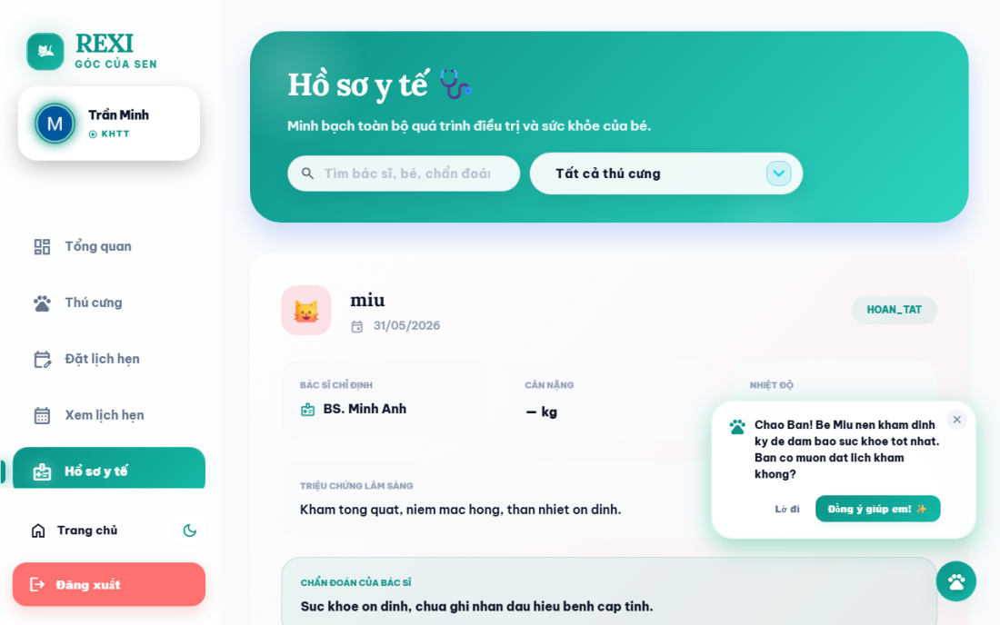 REXI
GÓC CỦA SEN
M
Trần Minh
KHTT
Tổng quan
Thú cưng
Đặt lịch hẹn
Xem lịch hẹn
Hồ sơ y tế
Trang chủ
Đăng xuất
Hồ sơ y tế
Minh bạch toàn bộ quá trình điều trị và sức khỏe của bé.
Tìm bác sĩ, bé, chẩn đoán
Tất cả thú cưng
miu
31/05/2026
HOAN_TAT
BÁC SĨ CHỈ ĐỊNH
BS. Minh Anh
CÂN NẶNG
— kg
NHIỆT ĐỘ
TRIỆU CHỨNG LÂM SÀNG
Kham tong quat, niem mac hong, than nhiet on dinh.
CHẨN ĐOÁN CỦA BÁC SĨ
Suc khoe on dinh, chua ghi nhan dau hieu benh cap tinh.
Chao Ban! Be Miu nen kham dinh
ky de dam bao suc khoe tot nhat.
Ban co muon dat lich kham
khong?
Lờ đi
Đồng ý giúp em! ✨